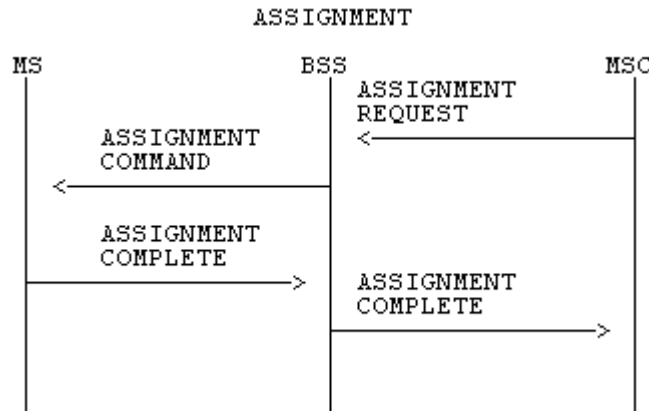 ASSIGNMENT
MS BSS MSC
ASSIGNMENT
REQUEST
ASSIGNMENT
COMMAND
ASSIGNMENT
COMPLETE
ASSIGNMENT
COMPLETE